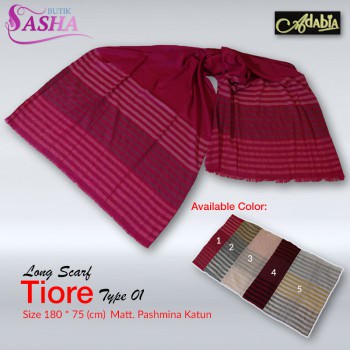 BUTIK
SASHA
Adabia
Available Color:
1
2
3
4
5
Long Scarf
Tiore Type 01
Size 180 * 75 (cm) Matt. Pashmina Katun